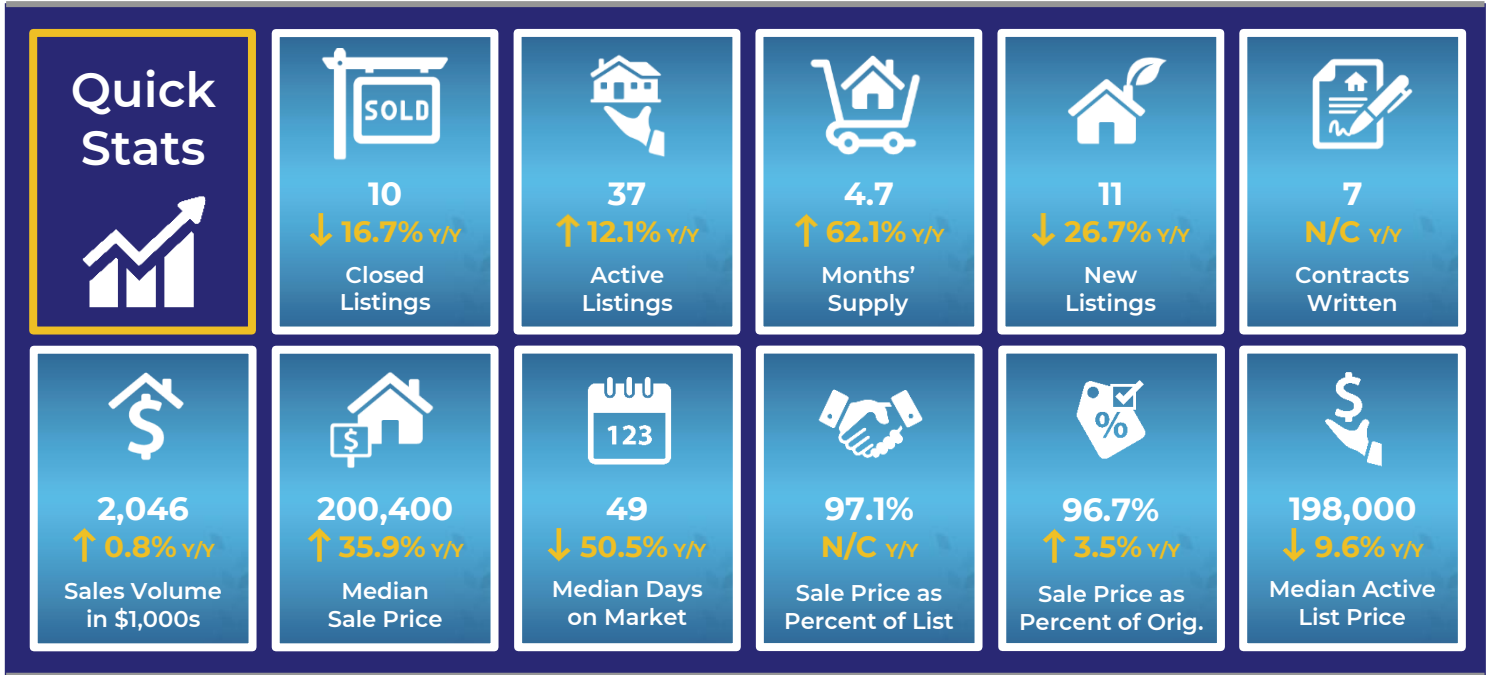 Quick
Stats
SOLD
10
↓ 16.7% Y/Y
Closed
Listings
37
↑ 12.1% Y/Y
Active
Listings
4.7
↑ 62.1% Y/Y
Months’
Supply
11
↓ 26.7% Y/Y
New
Listings
7
N/C Y/Y
Contracts
Written
$
2,046
↑ 0.8% Y/Y
Sales Volume
in $1,000s
$
200,400
↑ 35.9% Y/Y
Median
Sale Price
123
49
↓ 50.5% Y/Y
Median Days
on Market
97.1%
N/C Y/Y
Sale Price as
Percent of List
%
96.7%
↑ 3.5% Y/Y
Sale Price as
Percent of Orig.
$
198,000
↓ 9.6% Y/Y
Median Active
List Price